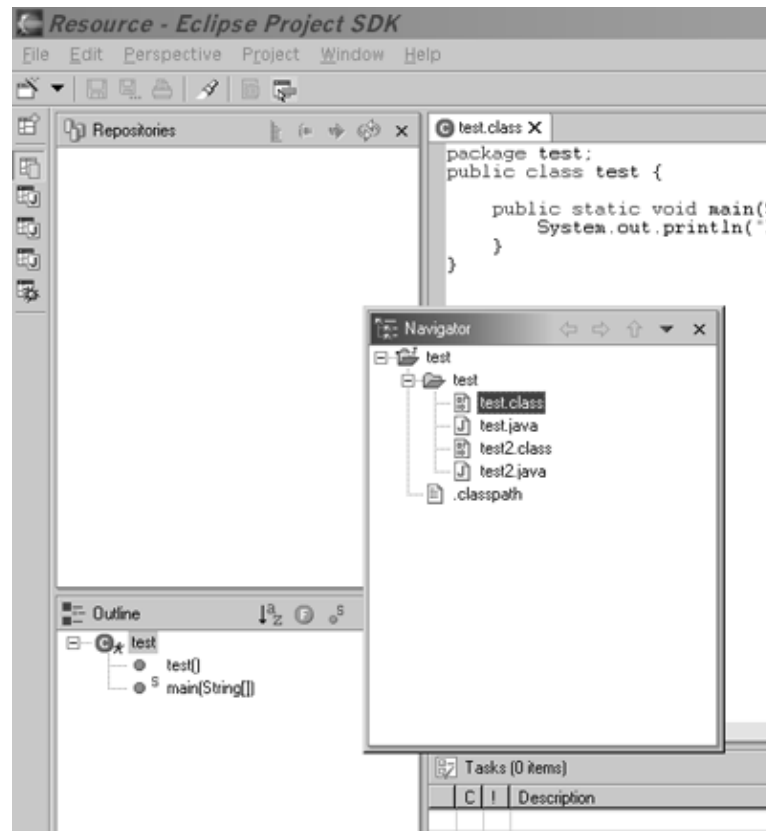 Resource - Eclipse Project SDK
File Edit Perspective Project Window Help
Repositories
test.class
package test;
public class test {
public static void main(
System.out.println("
}
}
Navigator
test
test
test.class
test.java
test2.class
test2.java
.classpath
Outline
test
test()
main(String[])
Tasks (0 items)
C ! Description